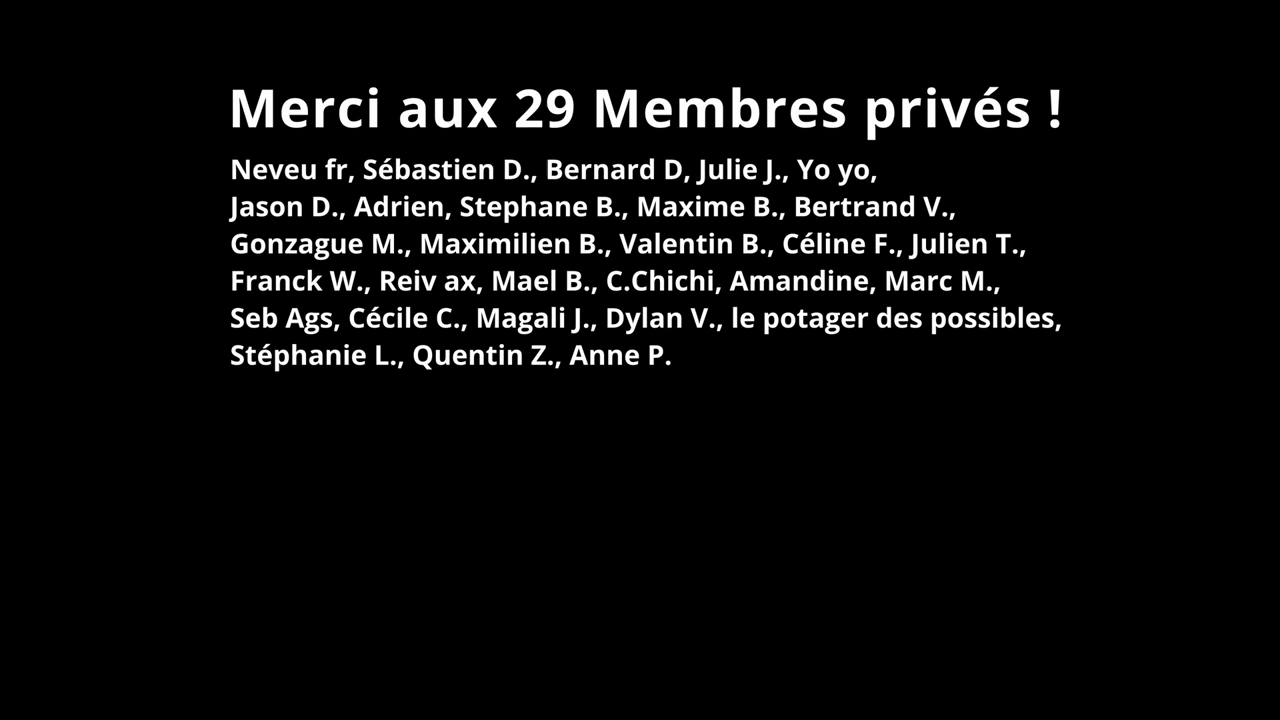 Merci aux 29 Membres privés !
Neveu fr, Sébastien D., Bernard D, Julie J., Yo yo,
Jason D., Adrien, Stephane B., Maxime B., Bertrand V.,
Gonzague M., Maximilien B., Valentin B., Céline F., Julien T.,
Franck W., Reiv ax, Mael B., C.Chichi, Amandine, Marc M.,
Seb Ags, Cécile C., Magali J., Dylan V., le potager des possibles,
Stéphanie L., Quentin Z., Anne P.